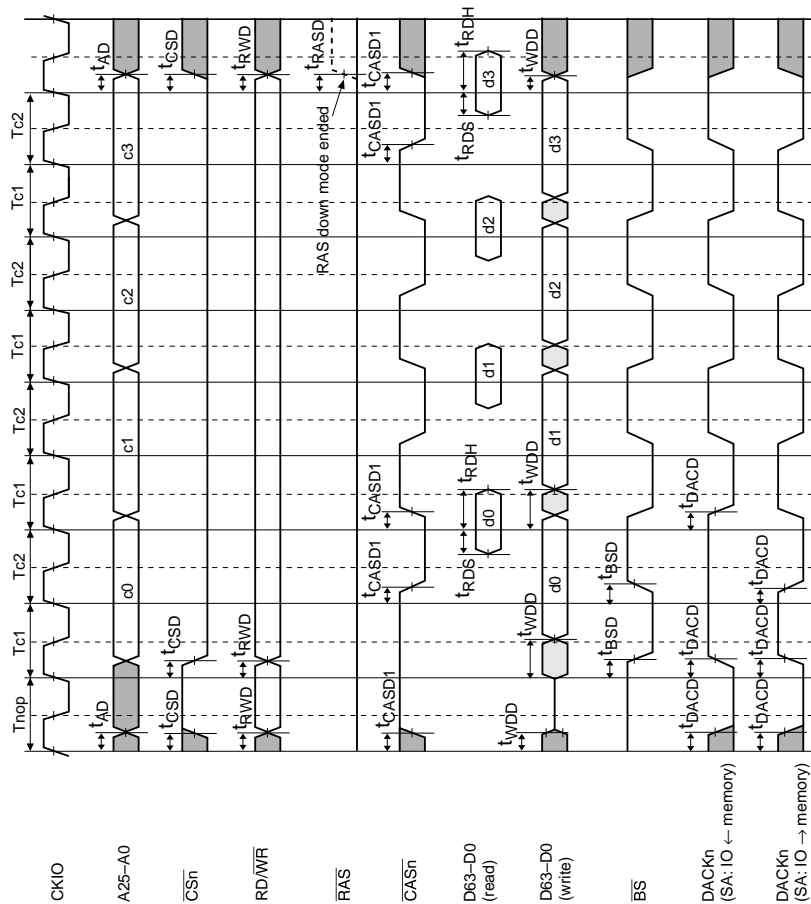 Tnop Tc1 Tc2 Tc1 Tc2 Tc1 Tc2 Tc1 Tc2
CKIO
tAD tAD
A25–A0 c0 c1 c2 c3
tCSD tCSD tCSD
CSn
tRWD tRWD tRWD
RD/WR
tRASD
RAS
RAS down mode ended
tCASD1 tCASD1 tCASD1 tCASD1 tCASD1
CASn
tRDS tRDH tRDS tRDH
D63–D0
(read)
d0 d1 d2 d3
tWDD tWDD tWDD tWDD
D63–D0
(write)
d0 d1 d2 d3
tBSD tBSD
BS
tDACD tDACD tDACD
DACKn
(SA: IO ← memory)
tDACD tDACD tDACD
DACKn
(SA: IO → memory)